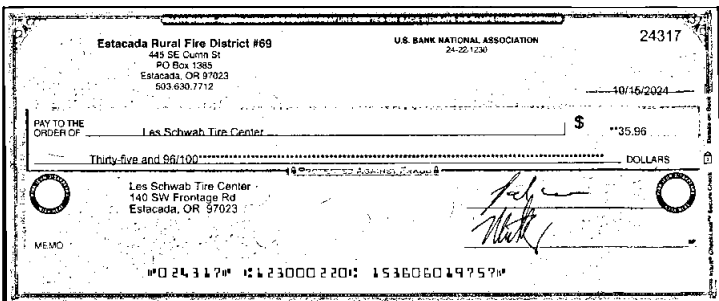 Estacada Rural Fire District #69
445 SE Currin St
PO Box 1385
Estacada, OR 97023
503.630.7712
U.S. BANK NATIONAL ASSOCIATION
24-22-1230
24317
10/15/2024
PAY TO THE
ORDER OF
Les Schwab Tire Center
$
**35.96
Thirty-five and 96/100
DOLLARS
Les Schwab Tire Center
140 SW Frontage Rd
Estacada, OR 97023
MEMO
⑈024317⑈ ⑆123000220⑆ 153606019757⑈